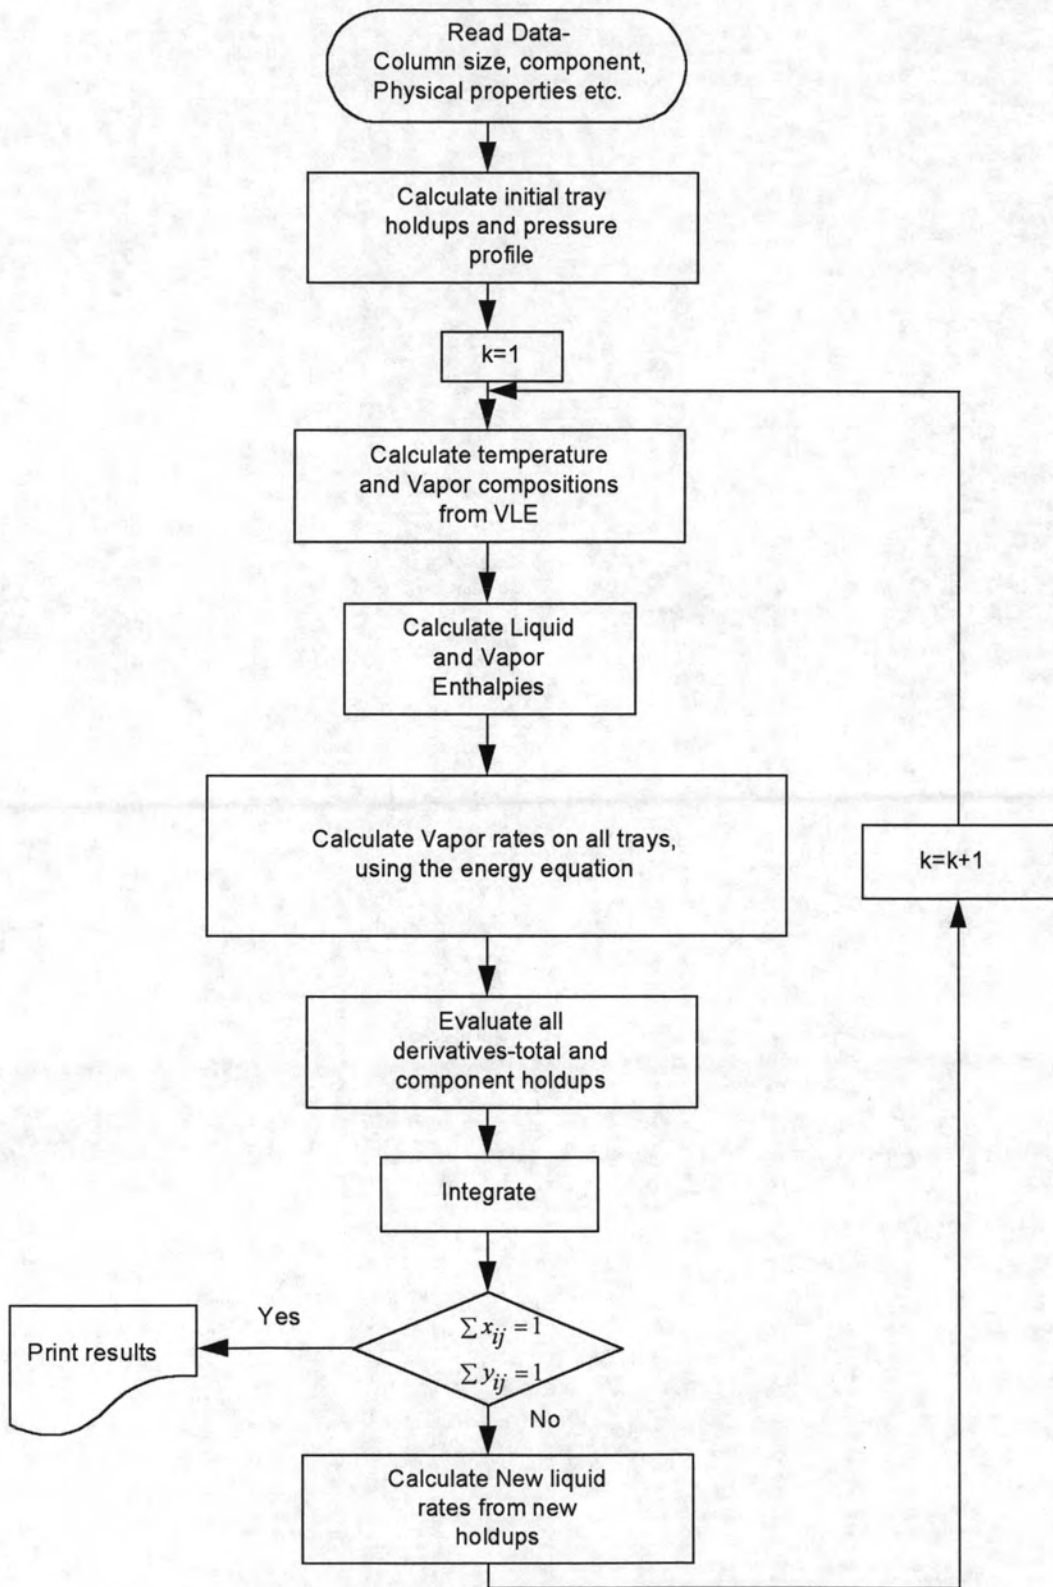 Read Data-
Column size, component,
Physical properties etc.
Calculate initial tray
holdups and pressure
profile
k=1
Calculate temperature
and Vapor compositions
from VLE
Calculate Liquid
and Vapor
Enthalpies
Calculate Vapor rates on all trays,
using the energy equation
k=k+1
Evaluate all
derivatives-total and
component holdups
Integrate
∑ x_ij = 1
∑ y_ij = 1
Yes
Print results
No
Calculate New liquid
rates from new
holdups